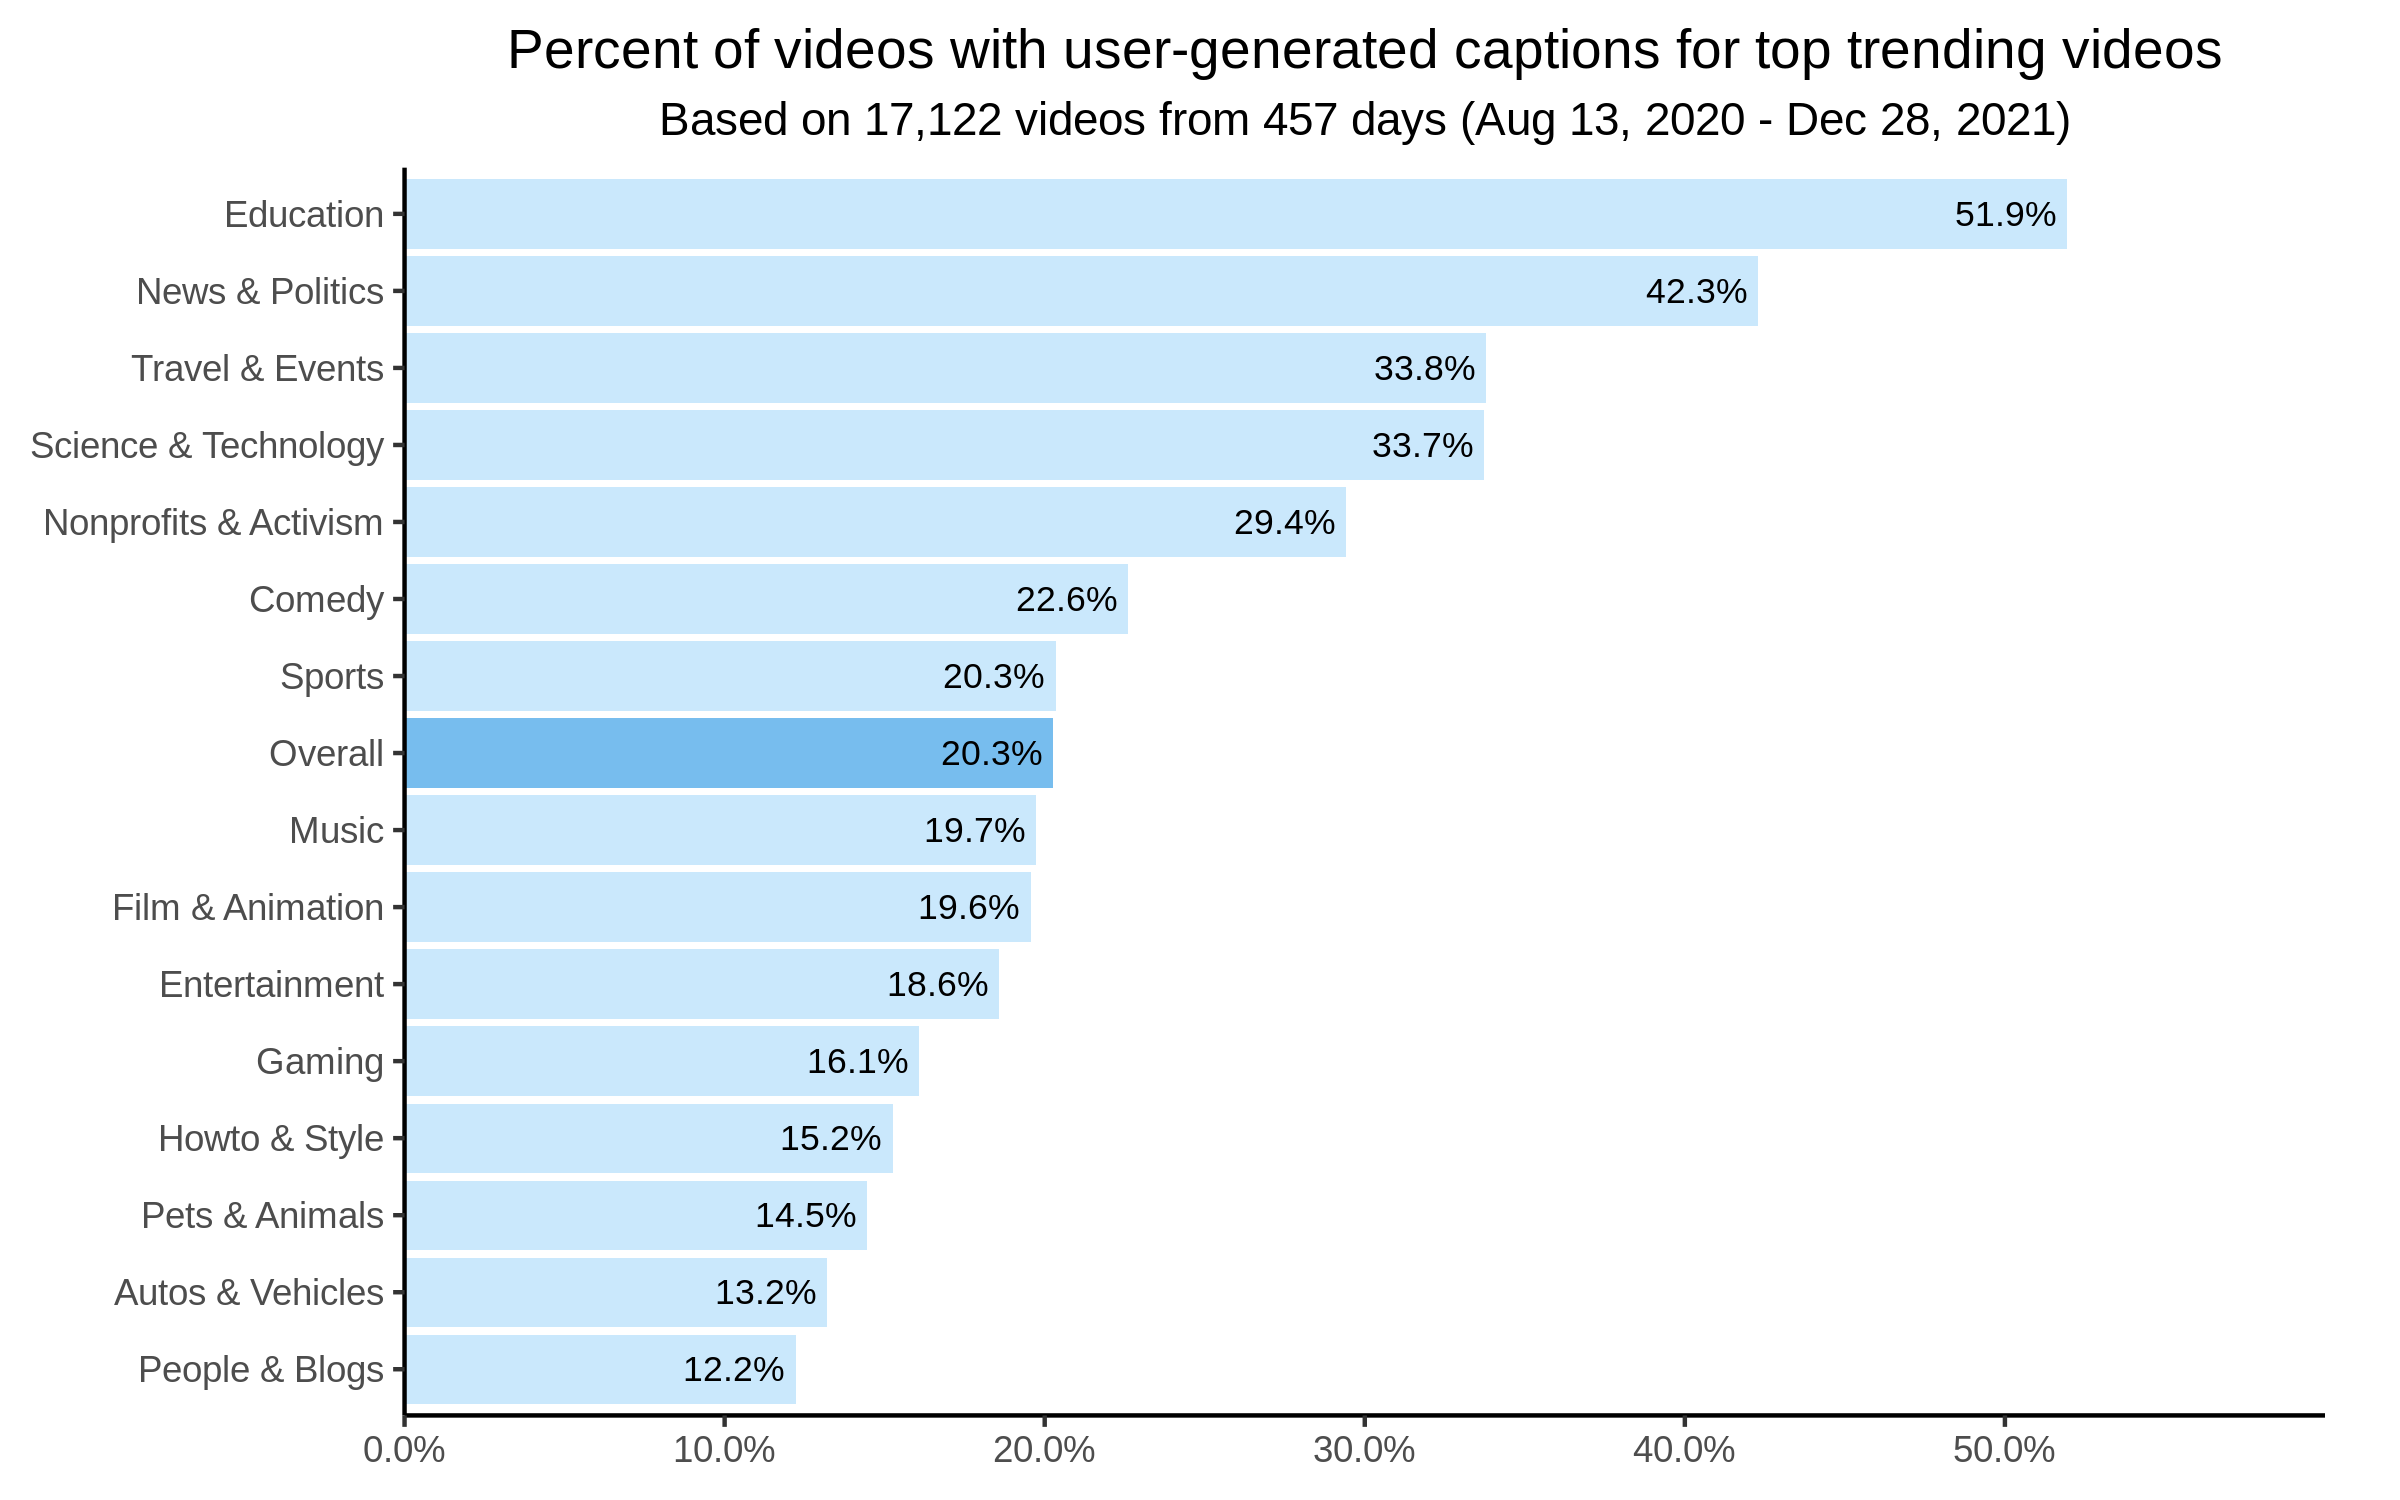 Percent of videos with user-generated captions for top trending videos
Based on 17,122 videos from 457 days (Aug 13, 2020 - Dec 28, 2021)
Education 51.9%
News & Politics 42.3%
Travel & Events 33.8%
Science & Technology 33.7%
Nonprofits & Activism 29.4%
Comedy 22.6%
Sports 20.3%
Overall 20.3%
Music 19.7%
Film & Animation 19.6%
Entertainment 18.6%
Gaming 16.1%
Howto & Style 15.2%
Pets & Animals 14.5%
Autos & Vehicles 13.2%
People & Blogs 12.2%
0.0% 10.0% 20.0% 30.0% 40.0% 50.0%